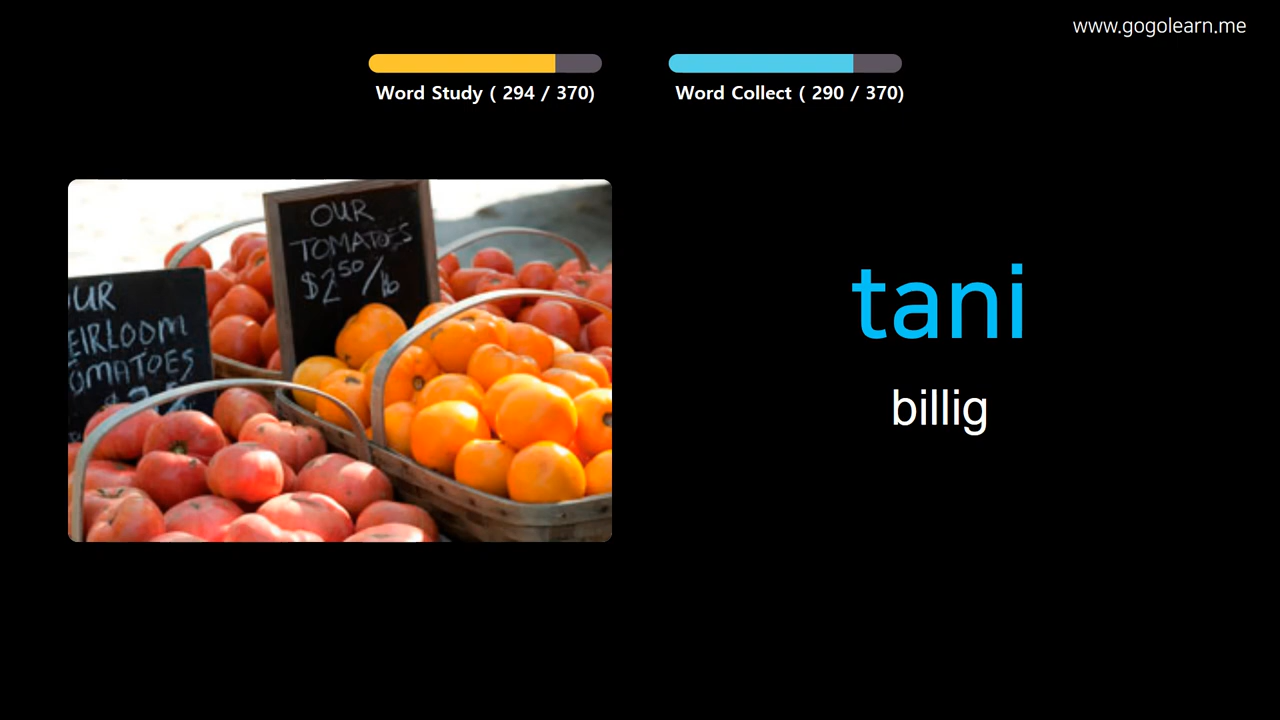 www.gogolearn.me
Word Study ( 294 / 370)
Word Collect ( 290 / 370)
OUR
TOMATOES
$2.50/lb
UR
EIRLOOM
OMATOES
tani
billig